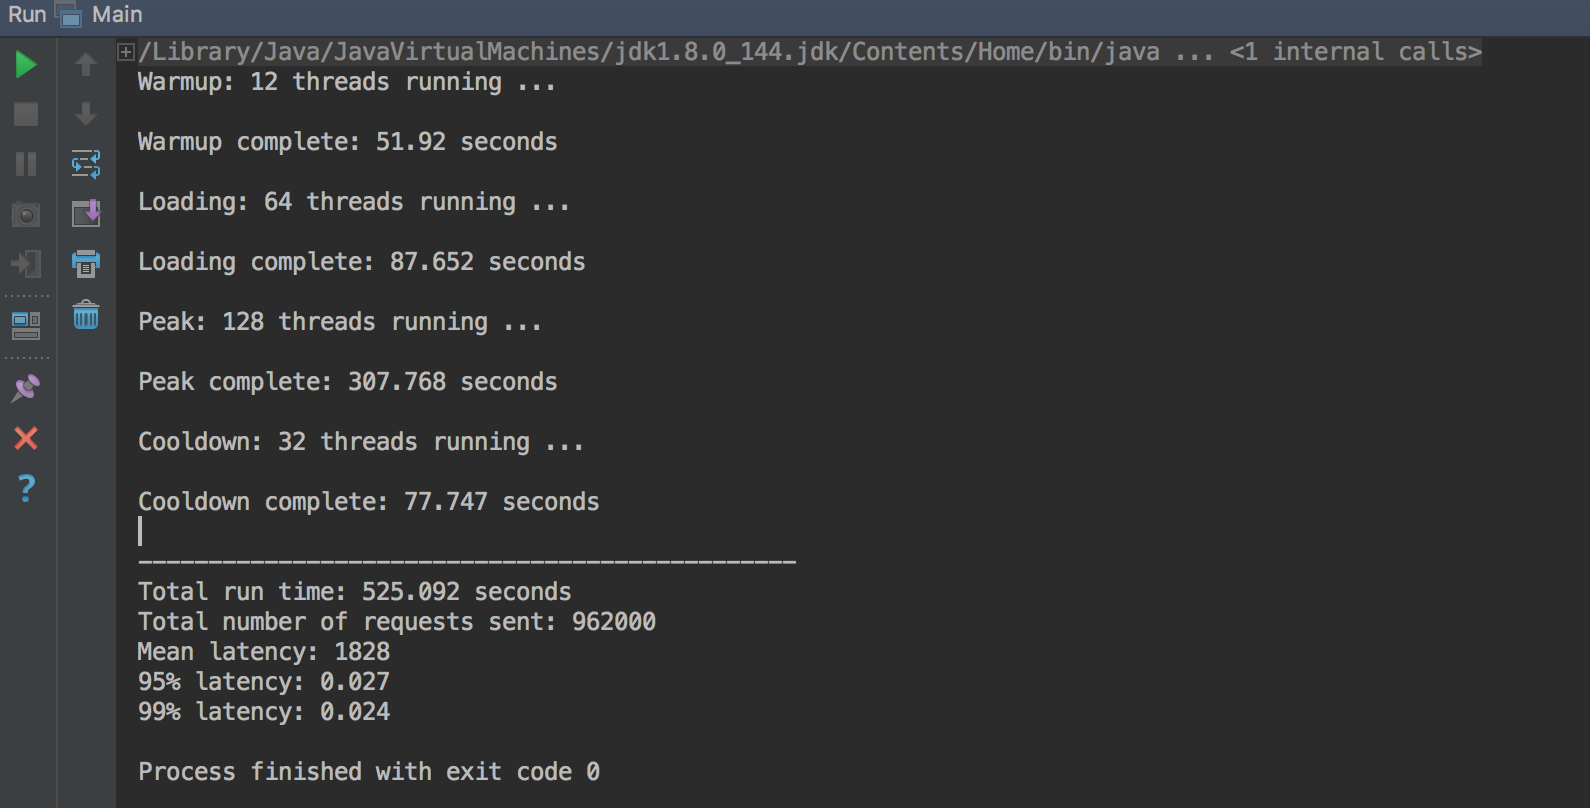 Run Main
/Library/Java/JavaVirtualMachines/jdk1.8.0_144.jdk/Contents/Home/bin/java ... <1 internal calls>
Warmup: 12 threads running ...
Warmup complete: 51.92 seconds
Loading: 64 threads running ...
Loading complete: 87.652 seconds
Peak: 128 threads running ...
Peak complete: 307.768 seconds
Cooldown: 32 threads running ...
Cooldown complete: 77.747 seconds
-----------------------------------------------
Total run time: 525.092 seconds
Total number of requests sent: 962000
Mean latency: 1828
95% latency: 0.027
99% latency: 0.024
Process finished with exit code 0